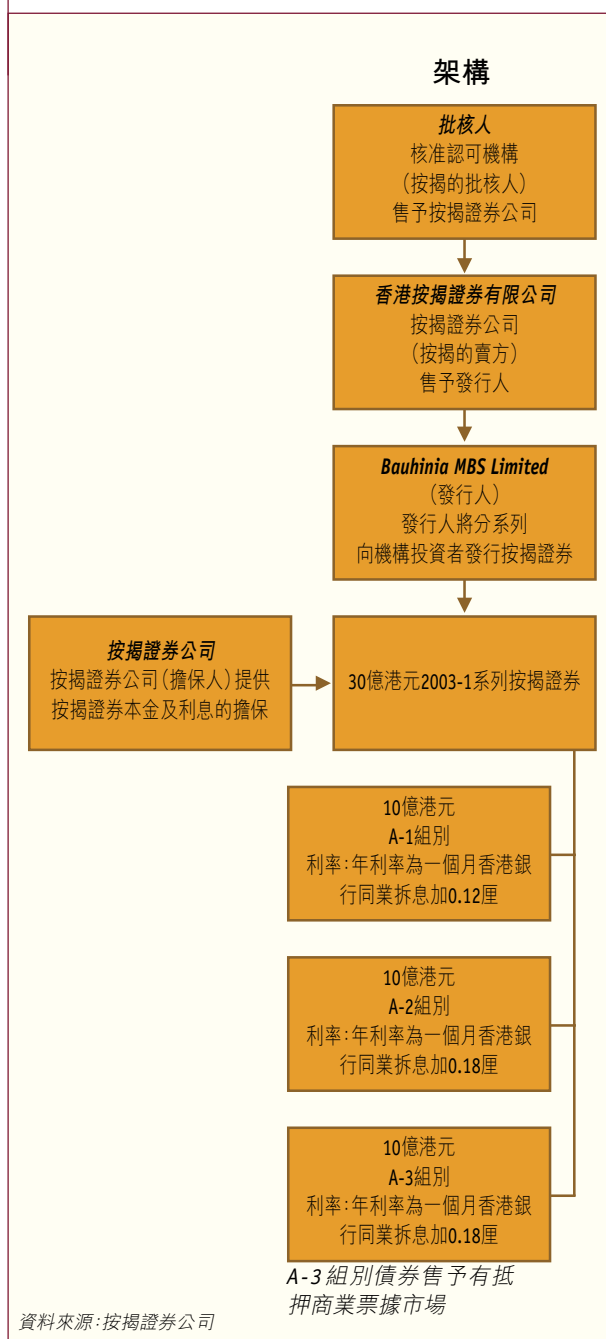 架構
批核人
核准認可機構
（按揭的批核人）
售予按揭證券公司
香港按揭證券有限公司
按揭證券公司
（按揭的賣方）
售予發行人
Bauhinia MBS Limited
（發行人）
發行人將分系列
向機構投資者發行按揭證券
按揭證券公司
按揭證券公司（擔保人）提供
按揭證券本金及利息的擔保
30億港元2003-1系列按揭證券
10億港元
A-1組別
利率：年利率為一個月香港銀
行同業拆息加0.12厘
10億港元
A-2組別
利率：年利率為一個月香港銀
行同業拆息加0.18厘
10億港元
A-3組別
利率：年利率為一個月香港銀
行同業拆息加0.18厘
A-3組別債券售予有抵
押商業票據市場
資料來源：按揭證券公司